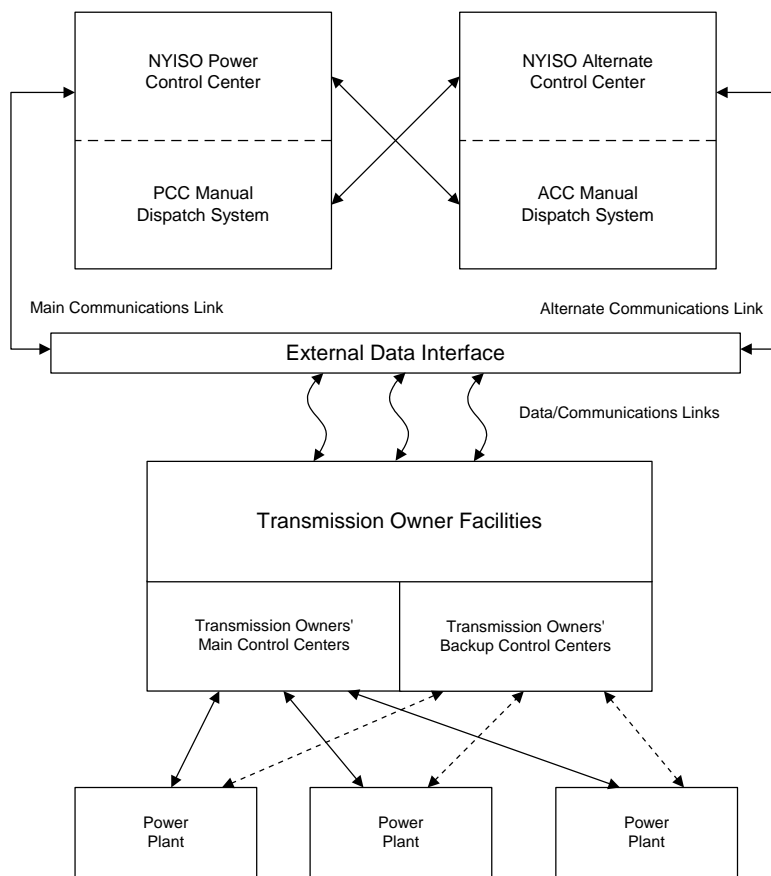 NYISO Power
Control Center
NYISO Alternate
Control Center
PCC Manual
Dispatch System
ACC Manual
Dispatch System
Main Communications Link
Alternate Communications Link
External Data Interface
Data/Communications Links
Transmission Owner Facilities
Transmission Owners'
Main Control Centers
Transmission Owners'
Backup Control Centers
Power
Plant
Power
Plant
Power
Plant